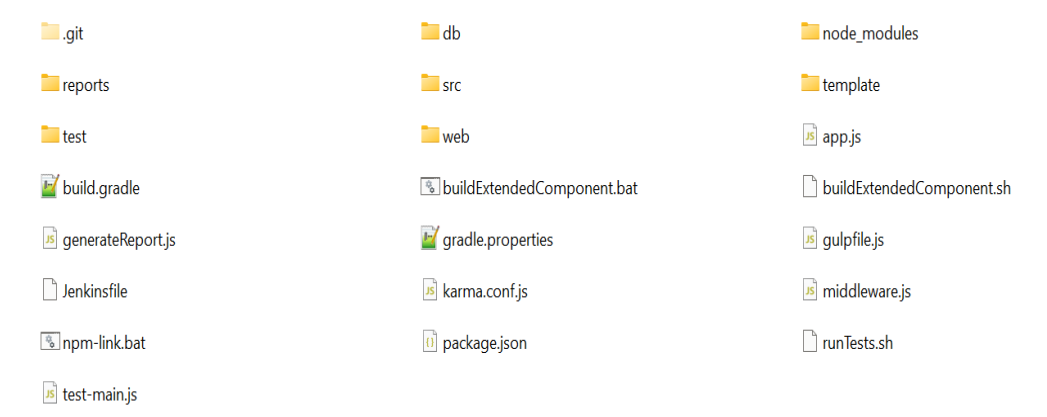 .git db node_modules
reports src template
test web app.js
build.gradle buildExtendedComponent.bat buildExtendedComponent.sh
generateReport.js gradle.properties gulpfile.js
Jenkinsfile karma.conf.js middleware.js
npm-link.bat package.json runTests.sh
test-main.js